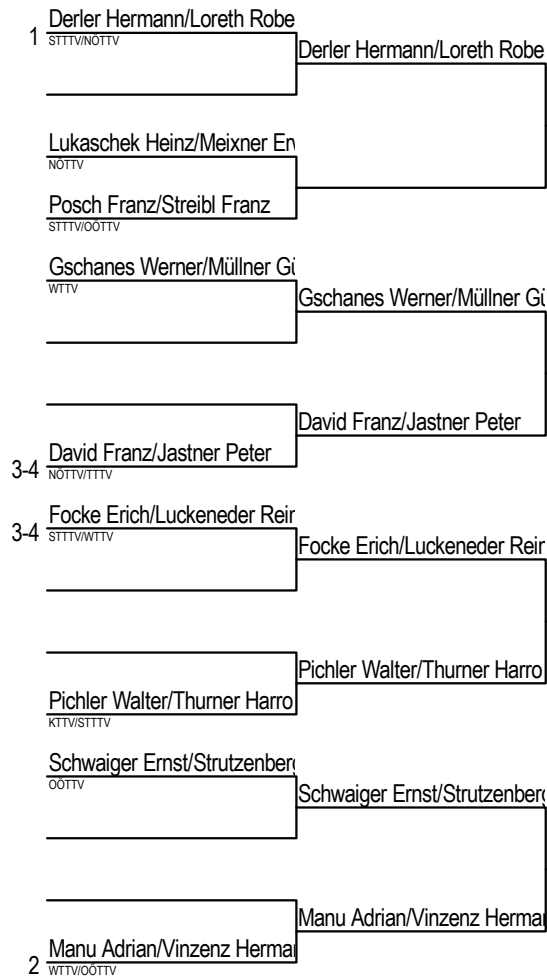 Derler Hermann/Loreth Robe
1
STTTV/NÖTTV
Derler Hermann/Loreth Robe
Lukaschek Heinz/Meixner Er
NÖTTV
Posch Franz/Streibl Franz
STTTV/OÖTTV
Gschanes Werner/Müllner Gü
WTTV
Gschanes Werner/Müllner Gü
David Franz/Jastner Peter
David Franz/Jastner Peter
3-4
NÖTTV/TTTV
Focke Erich/Luckeneder Rein
3-4
STTTV/WTTV
Focke Erich/Luckeneder Rein
Pichler Walter/Thurner Harro
Pichler Walter/Thurner Harro
KTTV/STTTV
Schwaiger Ernst/Strutzenberg
OÖTTV
Schwaiger Ernst/Strutzenberg
Manu Adrian/Vinzenz Herman
Manu Adrian/Vinzenz Herman
2
WTTV/OÖTTV